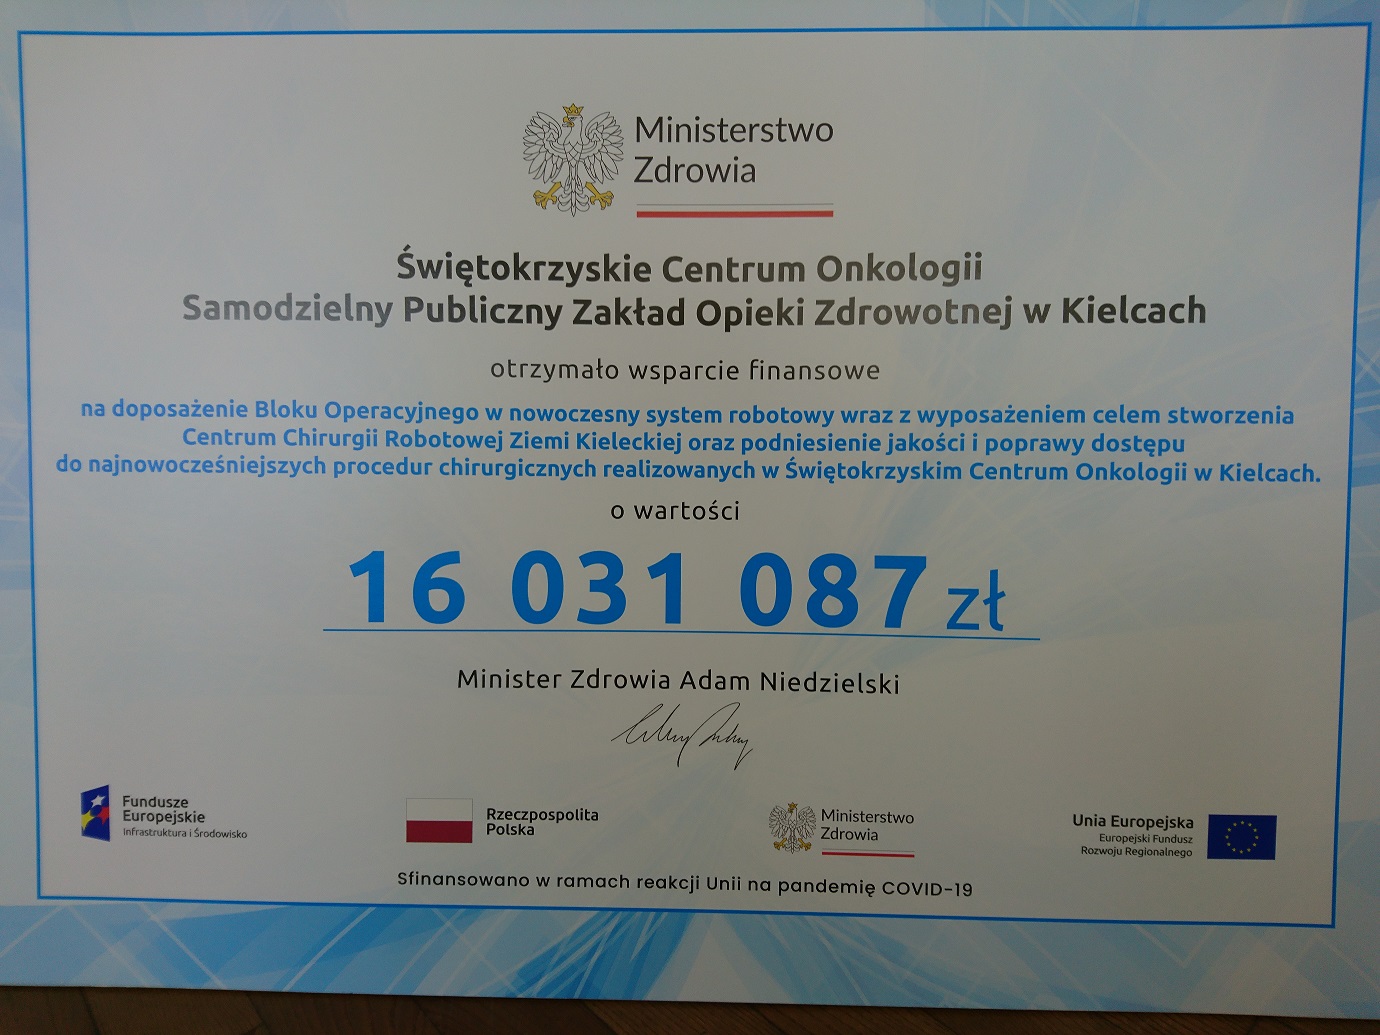 Ministerstwo
Zdrowia
Świętokrzyskie Centrum Onkologii
Samodzielny Publiczny Zakład Opieki Zdrowotnej w Kielcach
otrzymało wsparcie finansowe
na doposażenie Bloku Operacyjnego w nowoczesny system robotowy wraz z wyposażeniem celem stworzenia
Centrum Chirurgii Robotowej Ziemi Kieleckiej oraz podniesienie jakości i poprawy dostępu
do najnowocześniejszych procedur chirurgicznych realizowanych w Świętokrzyskim Centrum Onkologii w Kielcach.
o wartości
16 031 087 zł
Minister Zdrowia Adam Niedzielski
Fundusze
Europejskie
Infrastruktura i Środowisko
Rzeczpospolita
Polska
Ministerstwo
Zdrowia
Unia Europejska
Europejski Fundusz
Rozwoju Regionalnego
Sfinansowano w ramach reakcji Unii na pandemię COVID-19